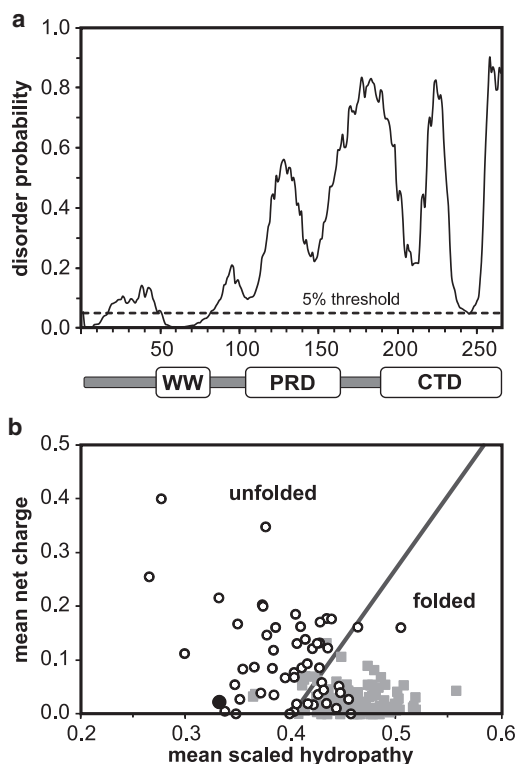 a
1.0
0.8
0.6
0.4
0.2
0.0
disorder probability
5% threshold
50 100 150 200 250
WW PRD CTD
b
0.5
0.4
0.3
0.2
0.1
0.0
mean net charge
unfolded
folded
0.2 0.3 0.4 0.5 0.6
mean scaled hydropathy